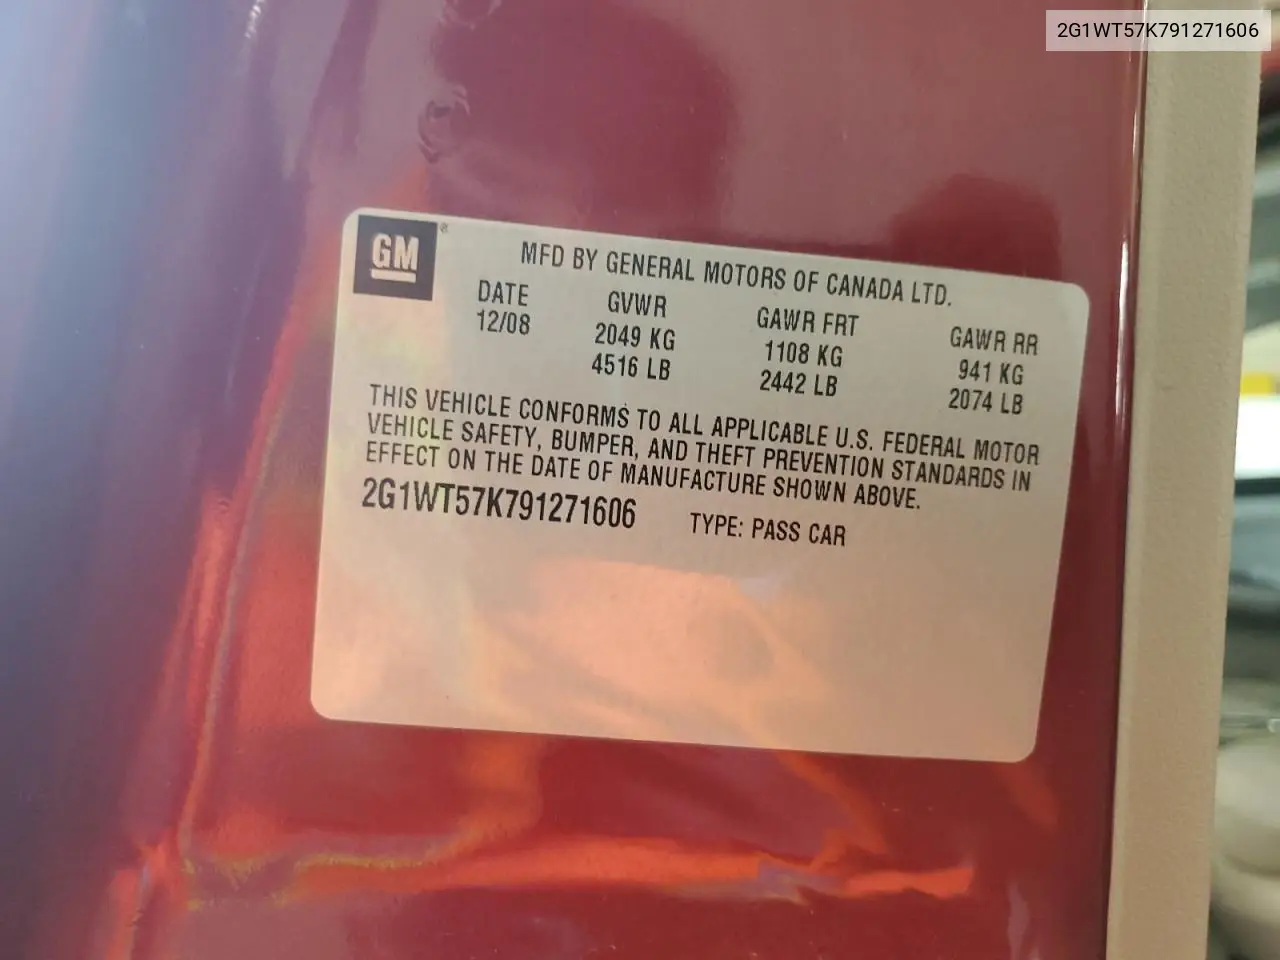 2G1WT57K791271606
GM®
MFD BY GENERAL MOTORS OF CANADA LTD.
DATE GVWR GAWR FRT GAWR RR
12/08 2049 KG 1108 KG 941 KG
4516 LB 2442 LB 2074 LB
THIS VEHICLE CONFORMS TO ALL APPLICABLE U.S. FEDERAL MOTOR
VEHICLE SAFETY, BUMPER, AND THEFT PREVENTION STANDARDS IN
EFFECT ON THE DATE OF MANUFACTURE SHOWN ABOVE.
2G1WT57K791271606 TYPE: PASS CAR